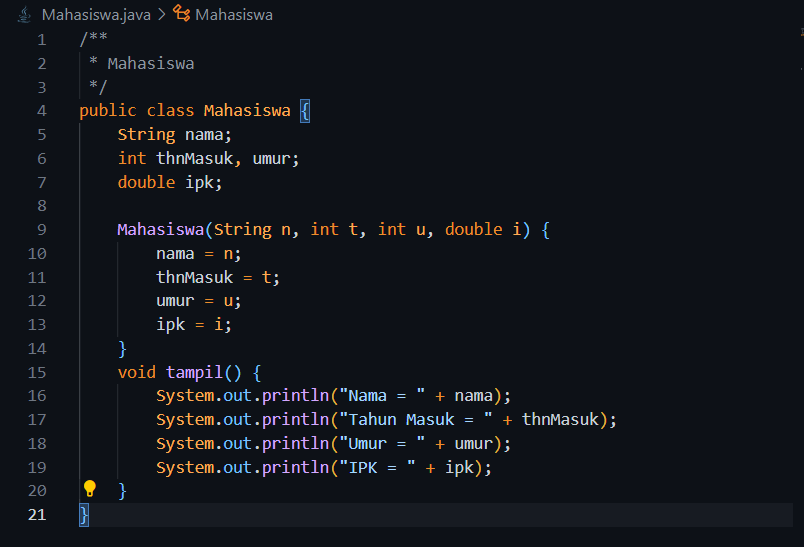 Mahasiswa.java > Mahasiswa
1 /**
2  * Mahasiswa
3  */
4 public class Mahasiswa {
5     String nama;
6     int thnMasuk, umur;
7     double ipk;
8
9     Mahasiswa(String n, int t, int u, double i) {
10         nama = n;
11         thnMasuk = t;
12         umur = u;
13         ipk = i;
14     }
15     void tampil() {
16         System.out.println("Nama = " + nama);
17         System.out.println("Tahun Masuk = " + thnMasuk);
18         System.out.println("Umur = " + umur);
19         System.out.println("IPK = " + ipk);
20     }
21 }